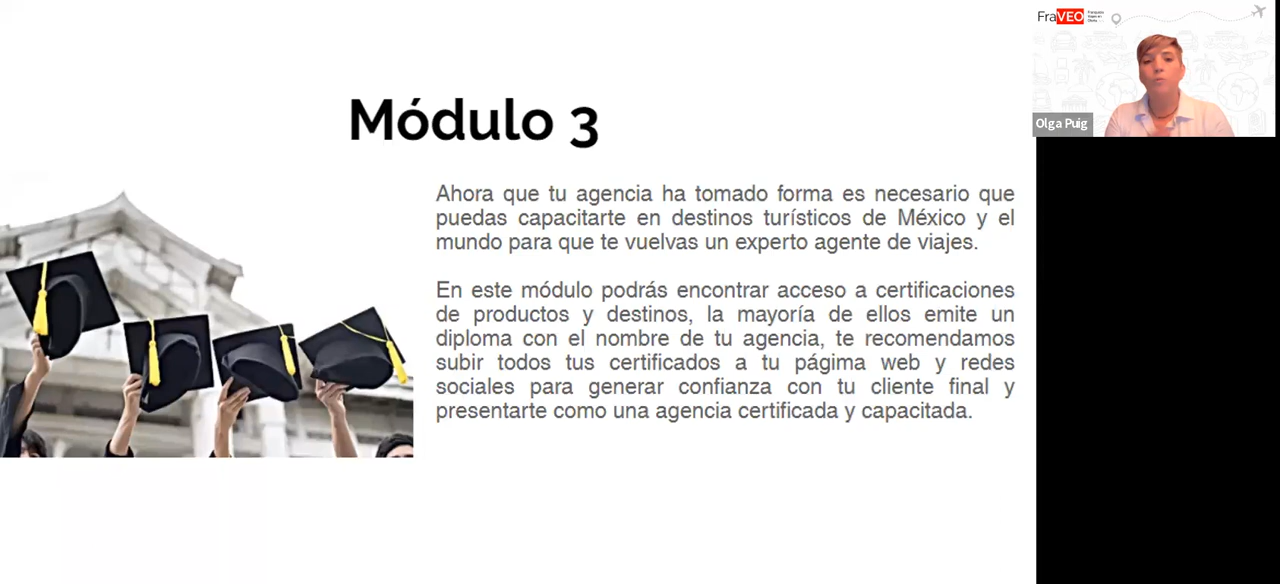 Módulo 3
Ahora que tu agencia ha tomado forma es necesario que
puedas capacitarte en destinos turísticos de México y el
mundo para que te vuelvas un experto agente de viajes.
En este módulo podrás encontrar acceso a certificaciones
de productos y destinos, la mayoría de ellos emite un
diploma con el nombre de tu agencia, te recomendamos
subir todos tus certificados a tu página web y redes
sociales para generar confianza con tu cliente final y
presentarte como una agencia certificada y capacitada.
FraVEO
Olga Puig